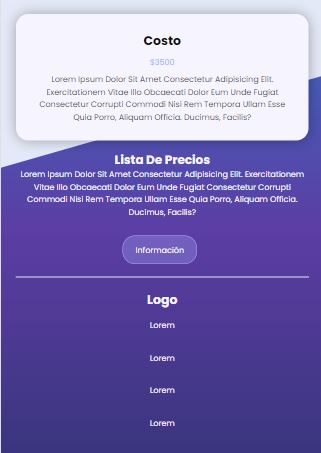 Costo
$3500
Lorem Ipsum Dolor Sit Amet Consectetur Adipisicing Elit.
Exercitationem Vitae Illo Obcaecati Dolor Eum Unde Fugiat
Consectetur Corrupti Commodi Nisi Rem Tempora Ullam Esse
Quia Porro, Aliquam Officia. Ducimus, Facilis?
Lista De Precios
Lorem Ipsum Dolor Sit Amet Consectetur Adipisicing Elit. Exercitationem
Vitae Illo Obcaecati Dolor Eum Unde Fugiat Consectetur Corrupti
Commodi Nisi Rem Tempora Ullam Esse Quia Porro, Aliquam Officia.
Ducimus, Facilis?
Información
Logo
Lorem
Lorem
Lorem
Lorem